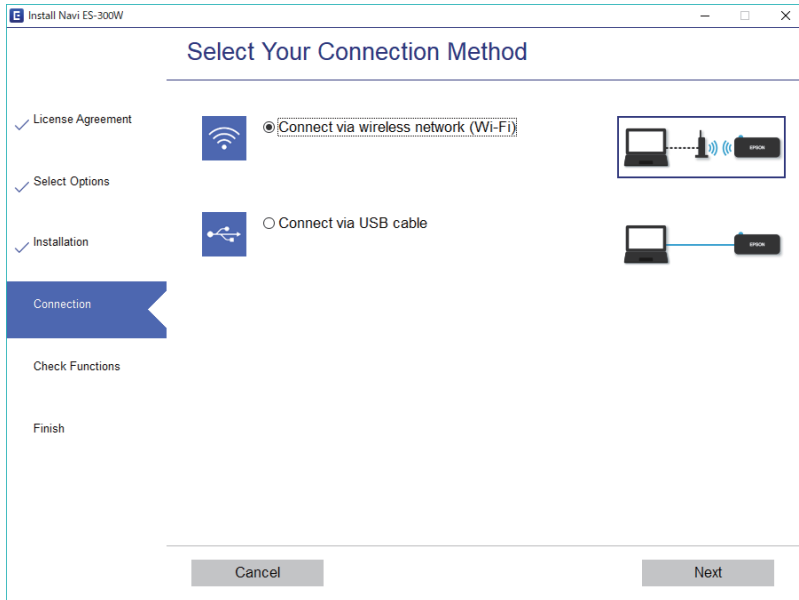 Install Navi ES-300W
Select Your Connection Method
License Agreement
Select Options
Installation
Connection
Check Functions
Finish
Connect via wireless network (Wi-Fi)
EPSON
Connect via USB cable
EPSON
Cancel
Next